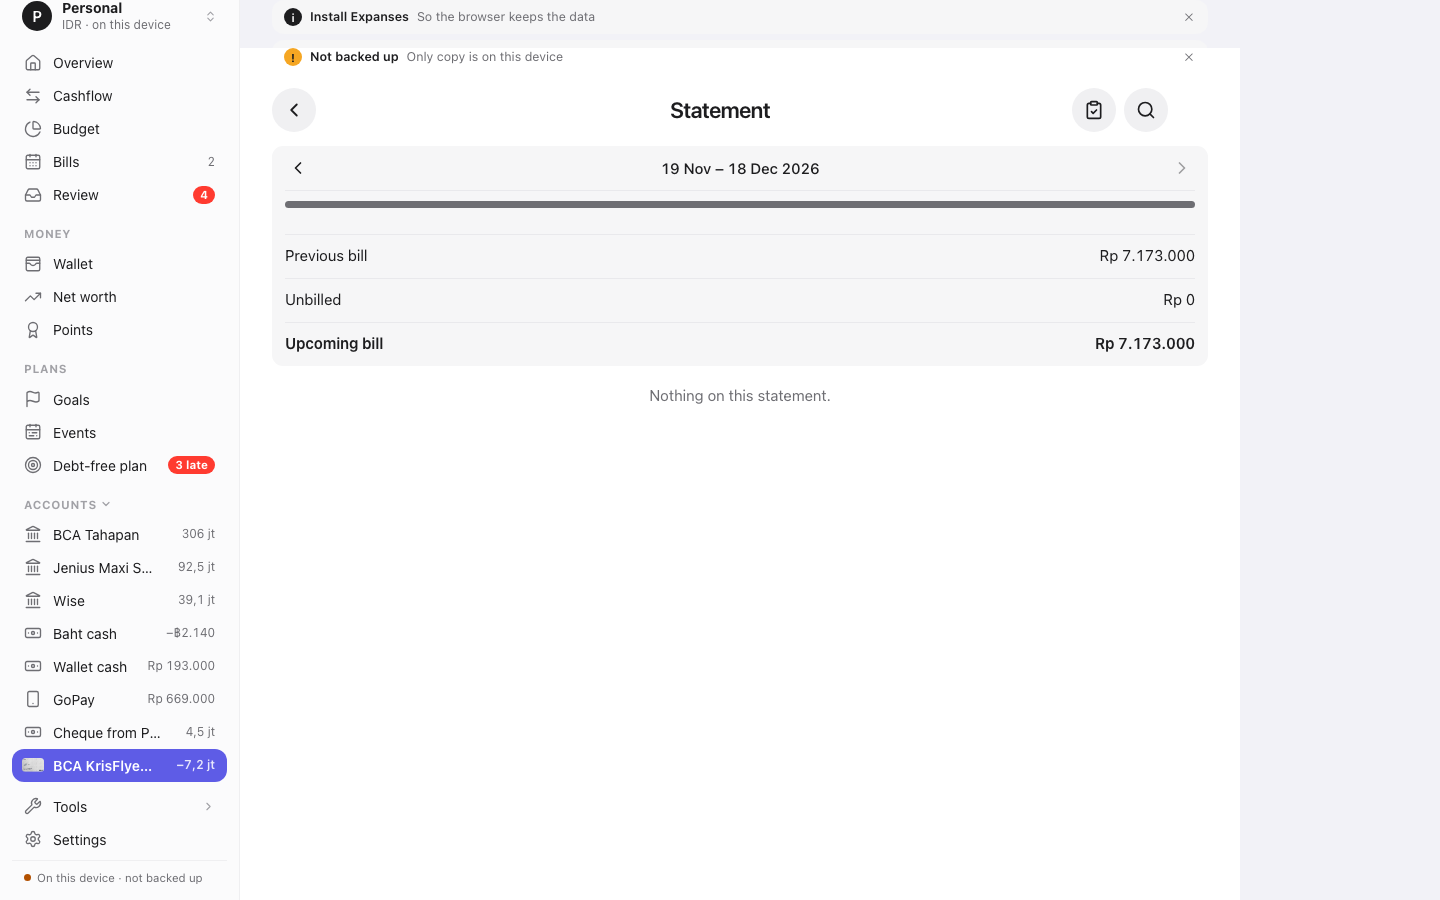 Personal
IDR · on this device
Overview
Cashflow
Budget
Bills 2
Review 4
MONEY
Wallet
Net worth
Points
PLANS
Goals
Events
Debt-free plan 3 late
ACCOUNTS
BCA Tahapan 306 jt
Jenius Maxi S... 92,5 jt
Wise 39,1 jt
Baht cash −฿2.140
Wallet cash Rp 193.000
GoPay Rp 669.000
Cheque from P... 4,5 jt
BCA KrisFlye... −7,2 jt
Tools
Settings
On this device · not backed up
Install Expanses So the browser keeps the data
Not backed up Only copy is on this device
Statement
19 Nov – 18 Dec 2026
Previous bill Rp 7.173.000
Unbilled Rp 0
Upcoming bill Rp 7.173.000
Nothing on this statement.